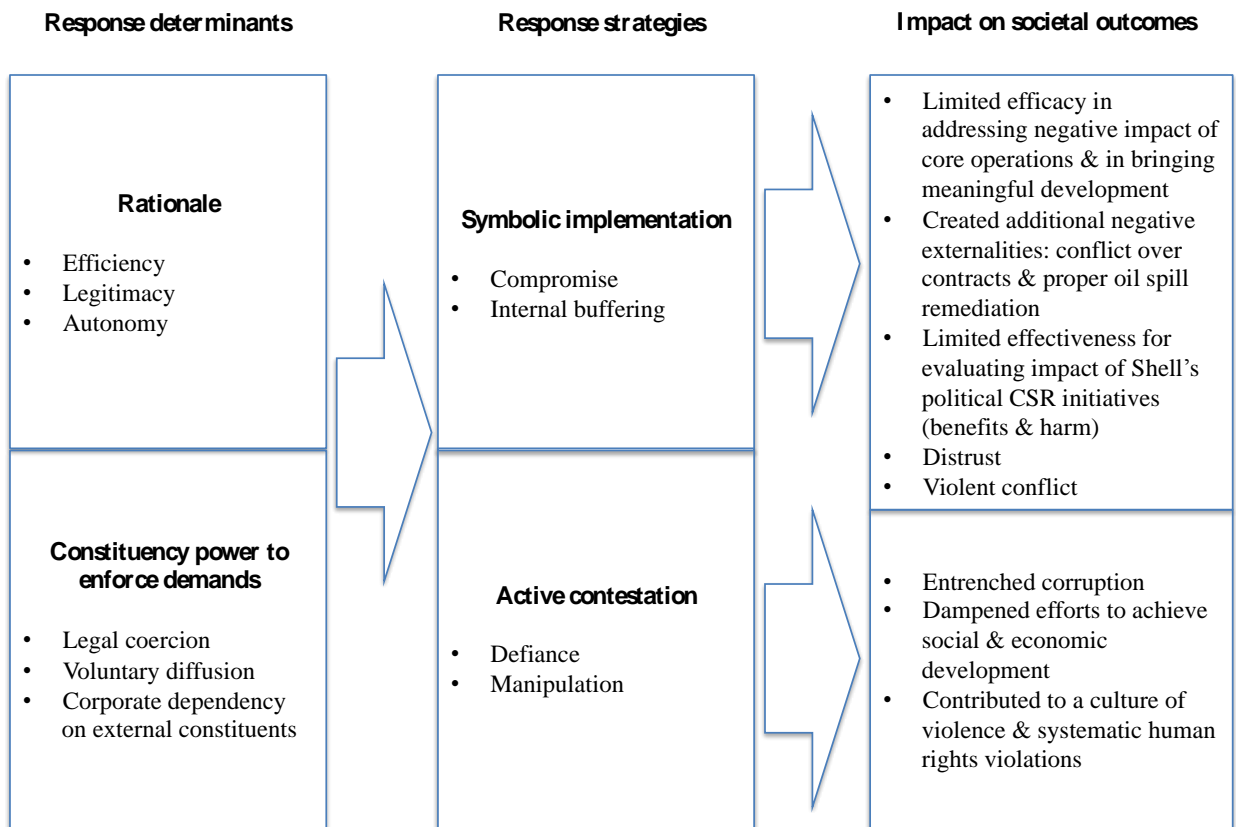 Response determinants
Response strategies
Impact on societal outcomes
Rationale
• Efficiency
• Legitimacy
• Autonomy
Constituency power to
enforce demands
• Legal coercion
• Voluntary diffusion
• Corporate dependency
on external constituents
Symbolic implementation
• Compromise
• Internal buffering
Active contestation
• Defiance
• Manipulation
• Limited efficacy in
addressing negative impact of
core operations & in bringing
meaningful development
• Created additional negative
externalities: conflict over
contracts & proper oil spill
remediation
• Limited effectiveness for
evaluating impact of Shell’s
political CSR initiatives
(benefits & harm)
• Distrust
• Violent conflict
• Entrenched corruption
• Dampened efforts to achieve
social & economic
development
• Contributed to a culture of
violence & systematic human
rights violations